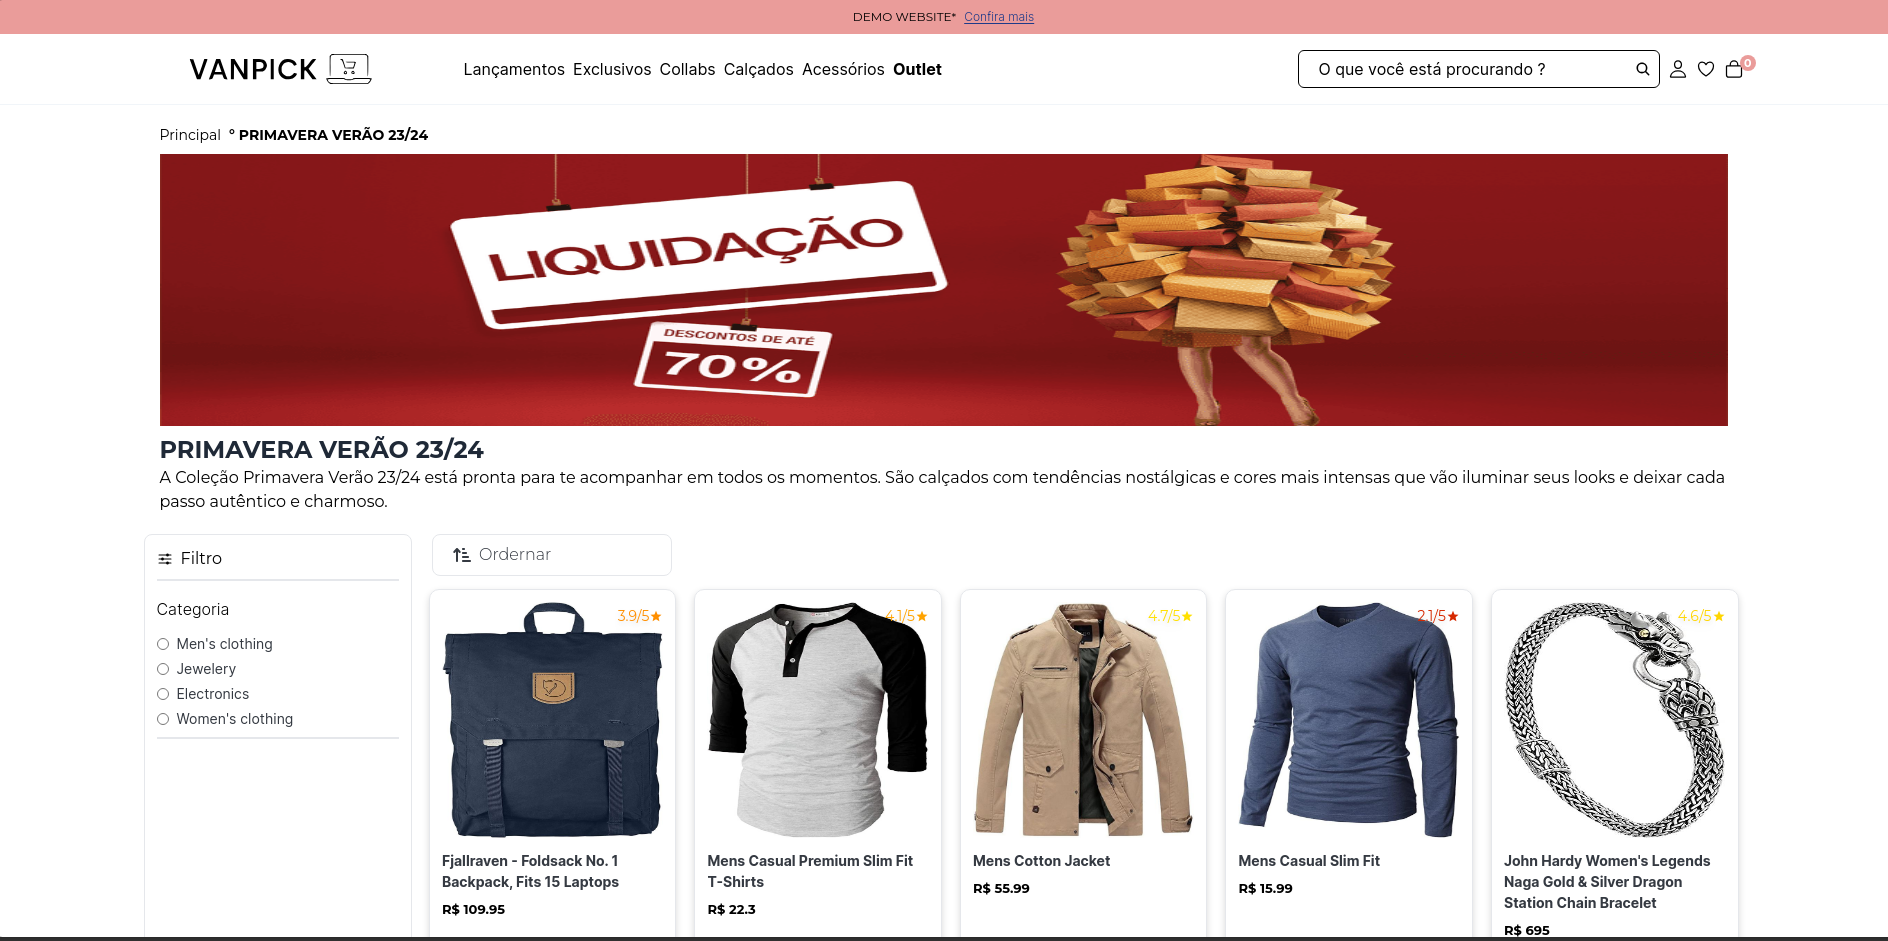 DEMO WEBSITE* Confira mais
VANPICK
Lançamentos Exclusivos Collabs Calçados Acessórios Outlet
O que você está procurando ?
0
Principal ° PRIMAVERA VERÃO 23/24
LIQUIDAÇÃO
DESCONTOS DE ATÉ
70%
PRIMAVERA VERÃO 23/24
A Coleção Primavera Verão 23/24 está pronta para te acompanhar em todos os momentos. São calçados com tendências nostálgicas e cores mais intensas que vão iluminar seus looks e deixar cada
passo autêntico e charmoso.
Filtro
Categoria
Men's clothing
Jewelery
Electronics
Women's clothing
Ordernar
3.9/5
Fjallraven - Foldsack No. 1
Backpack, Fits 15 Laptops
R$ 109.95
4.1/5
Mens Casual Premium Slim Fit
T-Shirts
R$ 22.3
4.7/5
Mens Cotton Jacket
R$ 55.99
2.1/5
Mens Casual Slim Fit
R$ 15.99
4.6/5
John Hardy Women's Legends
Naga Gold & Silver Dragon
Station Chain Bracelet
R$ 695